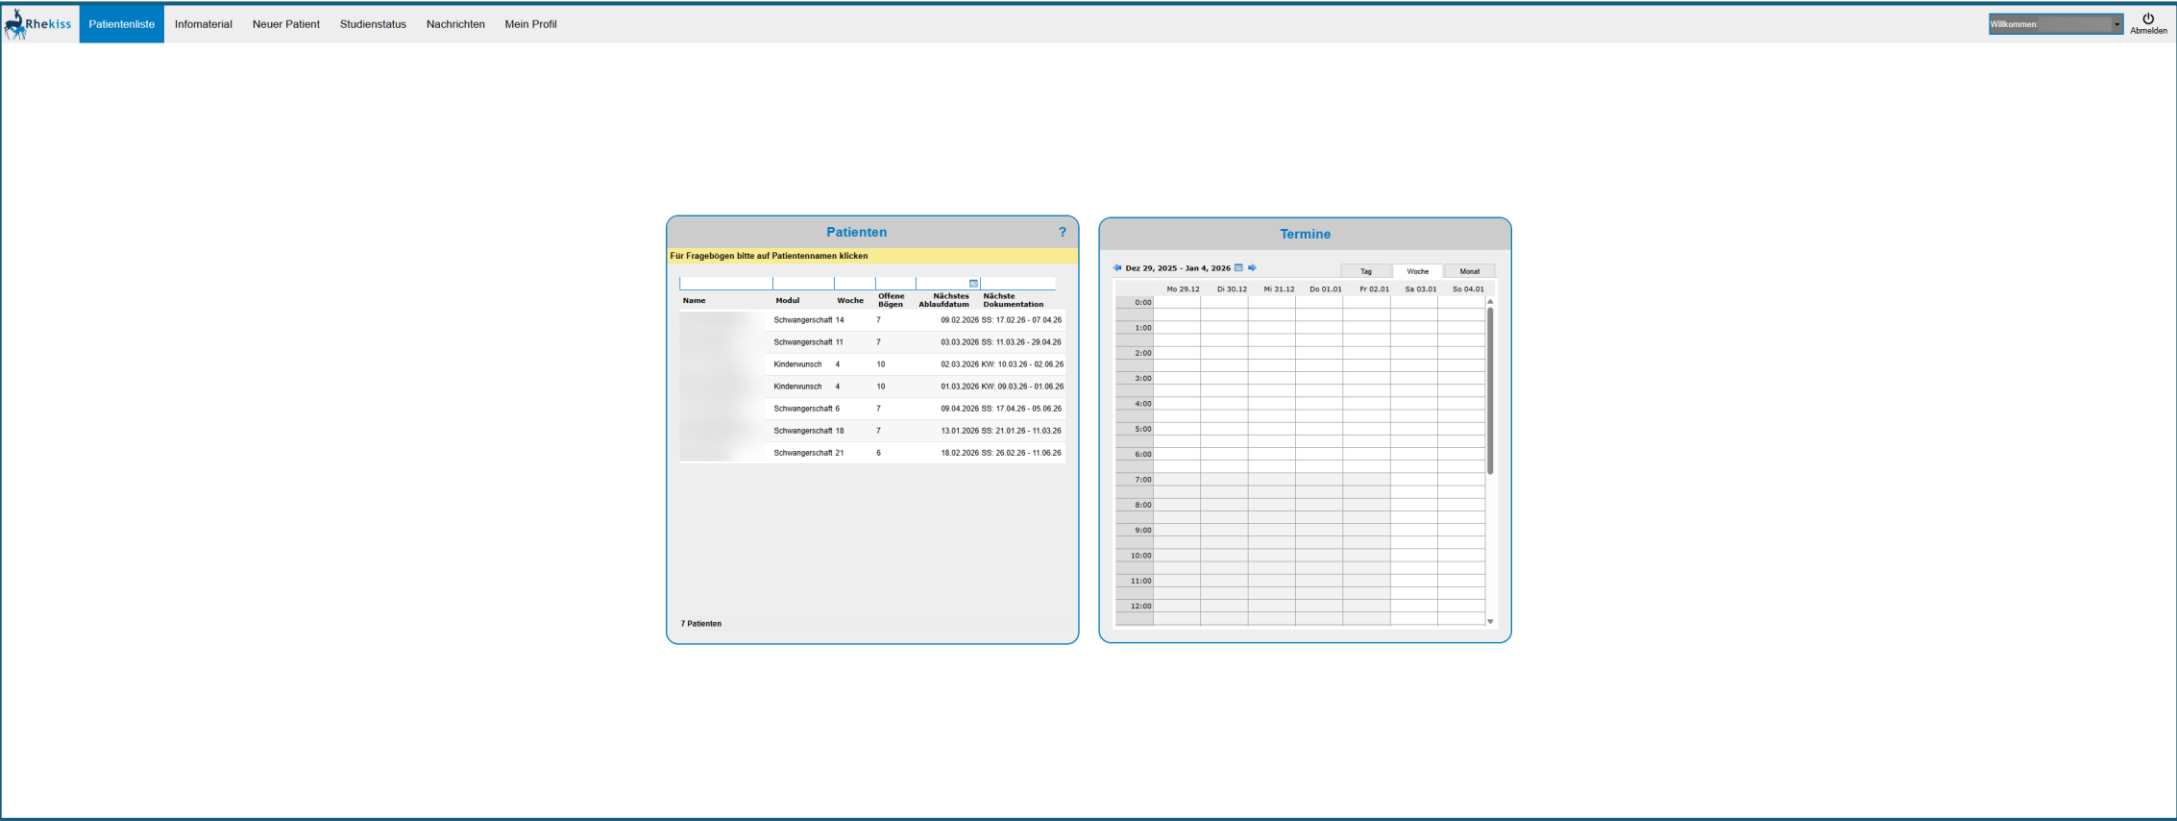 Rhekiss Patientenliste Infomaterial Neuer Patient Studienstatus Nachrichten Mein Profil Willkommen: Abmelden
Patienten ?
Für Fragebögen bitte auf Patientennamen klicken
Name Modul Woche Offene Bögen Nächstes Ablaufdatum Nächste Dokumentation
Schwangerschaft 14 7 09.02.2026 SS: 17.02.26 - 07.04.26
Schwangerschaft 11 7 03.03.2026 SS: 11.03.26 - 29.04.26
Kinderwunsch 4 10 02.03.2026 KW: 10.03.26 - 02.06.26
Kinderwunsch 4 10 01.03.2026 KW: 09.03.26 - 01.06.26
Schwangerschaft 6 7 09.04.2026 SS: 17.04.26 - 05.06.26
Schwangerschaft 18 7 13.01.2026 SS: 21.01.26 - 11.03.26
Schwangerschaft 21 6 18.02.2026 SS: 26.02.26 - 11.06.26
7 Patienten
Termine
Dez 29, 2025 - Jan 4, 2026 Tag Woche Monat
Mo 29.12 Di 30.12 Mi 31.12 Do 01.01 Fr 02.01 Sa 03.01 So 04.01
0:00
1:00
2:00
3:00
4:00
5:00
6:00
7:00
8:00
9:00
10:00
11:00
12:00